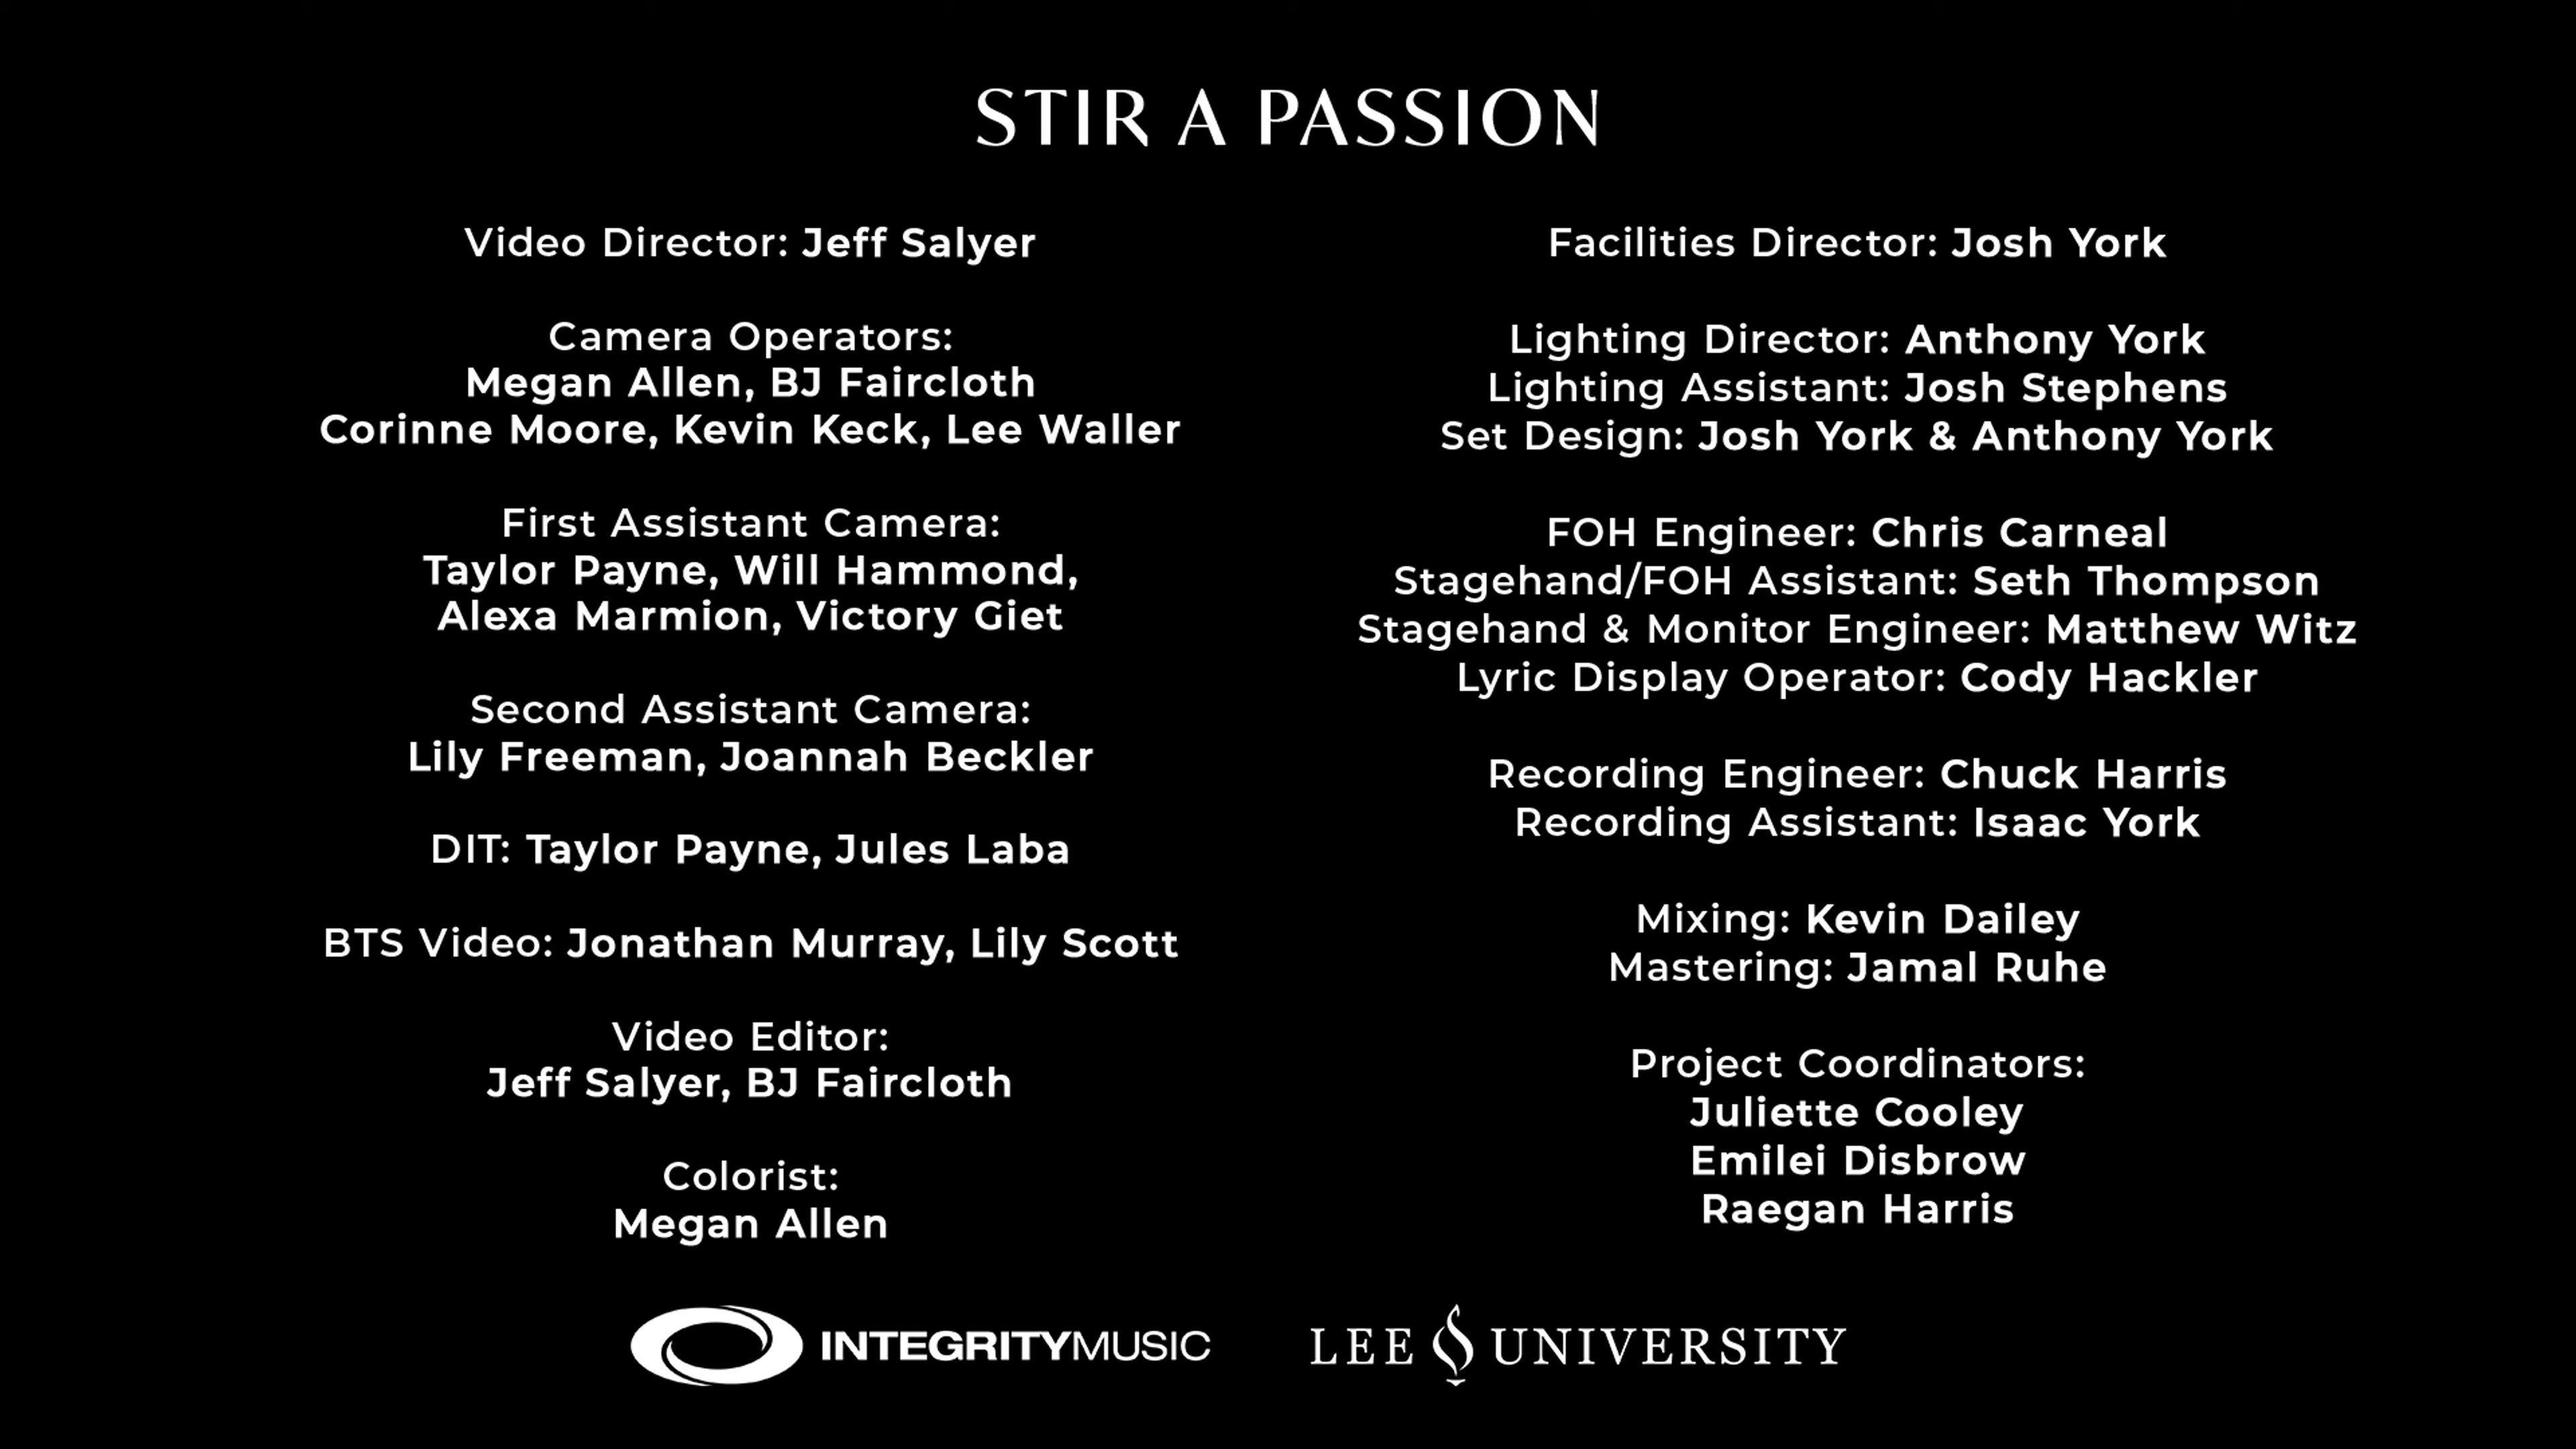 STIR A PASSION
Video Director: Jeff Salyer
Camera Operators:
Megan Allen, BJ Faircloth
Corinne Moore, Kevin Keck, Lee Waller
First Assistant Camera:
Taylor Payne, Will Hammond,
Alexa Marmion, Victory Giet
Second Assistant Camera:
Lily Freeman, Joannah Beckler
DIT: Taylor Payne, Jules Laba
BTS Video: Jonathan Murray, Lily Scott
Video Editor:
Jeff Salyer, BJ Faircloth
Colorist:
Megan Allen
Facilities Director: Josh York
Lighting Director: Anthony York
Lighting Assistant: Josh Stephens
Set Design: Josh York & Anthony York
FOH Engineer: Chris Carneal
Stagehand/FOH Assistant: Seth Thompson
Stagehand & Monitor Engineer: Matthew Witz
Lyric Display Operator: Cody Hackler
Recording Engineer: Chuck Harris
Recording Assistant: Isaac York
Mixing: Kevin Dailey
Mastering: Jamal Ruhe
Project Coordinators:
Juliette Cooley
Emilei Disbrow
Raegan Harris
INTEGRITYMUSIC
LEE UNIVERSITY